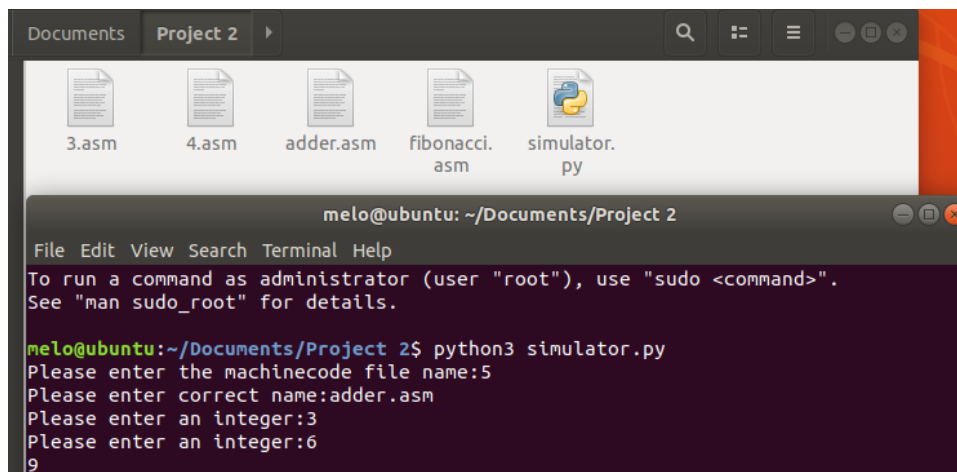 Documents Project 2
3.asm 4.asm adder.asm fibonacci. simulator.
asm py
melo@ubuntu: ~/Documents/Project 2
File Edit View Search Terminal Help
To run a command as administrator (user "root"), use "sudo <command>".
See "man sudo_root" for details.
melo@ubuntu:~/Documents/Project 2$ python3 simulator.py
Please enter the machinecode file name:5
Please enter correct name:adder.asm
Please enter an integer:3
Please enter an integer:6
9